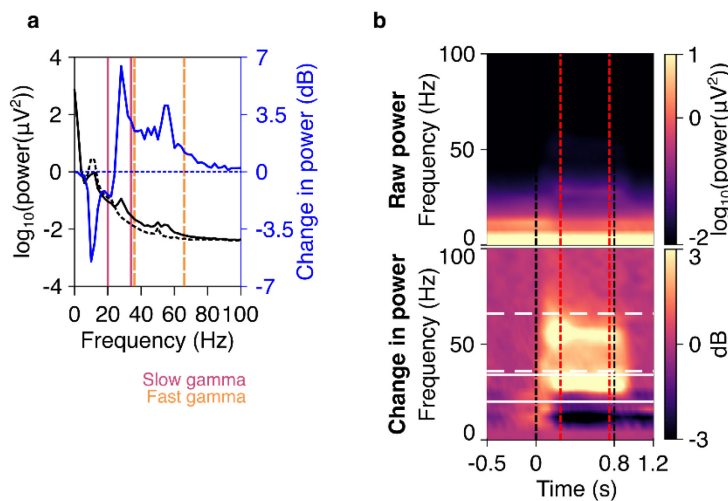 a
4
2
0
-2
-4
log10(power(µV²))
7
3.5
0
-3.5
-7
Change in power (dB)
0 20 40 60 80 100
Frequency (Hz)
Slow gamma
Fast gamma
b
Raw power
Frequency (Hz)
100
50
0
1
0
-2
log10(power(µV²))
Change in power
Frequency (Hz)
100
50
0
3
0
-3
dB
-0.5 0 0.8 1.2
Time (s)